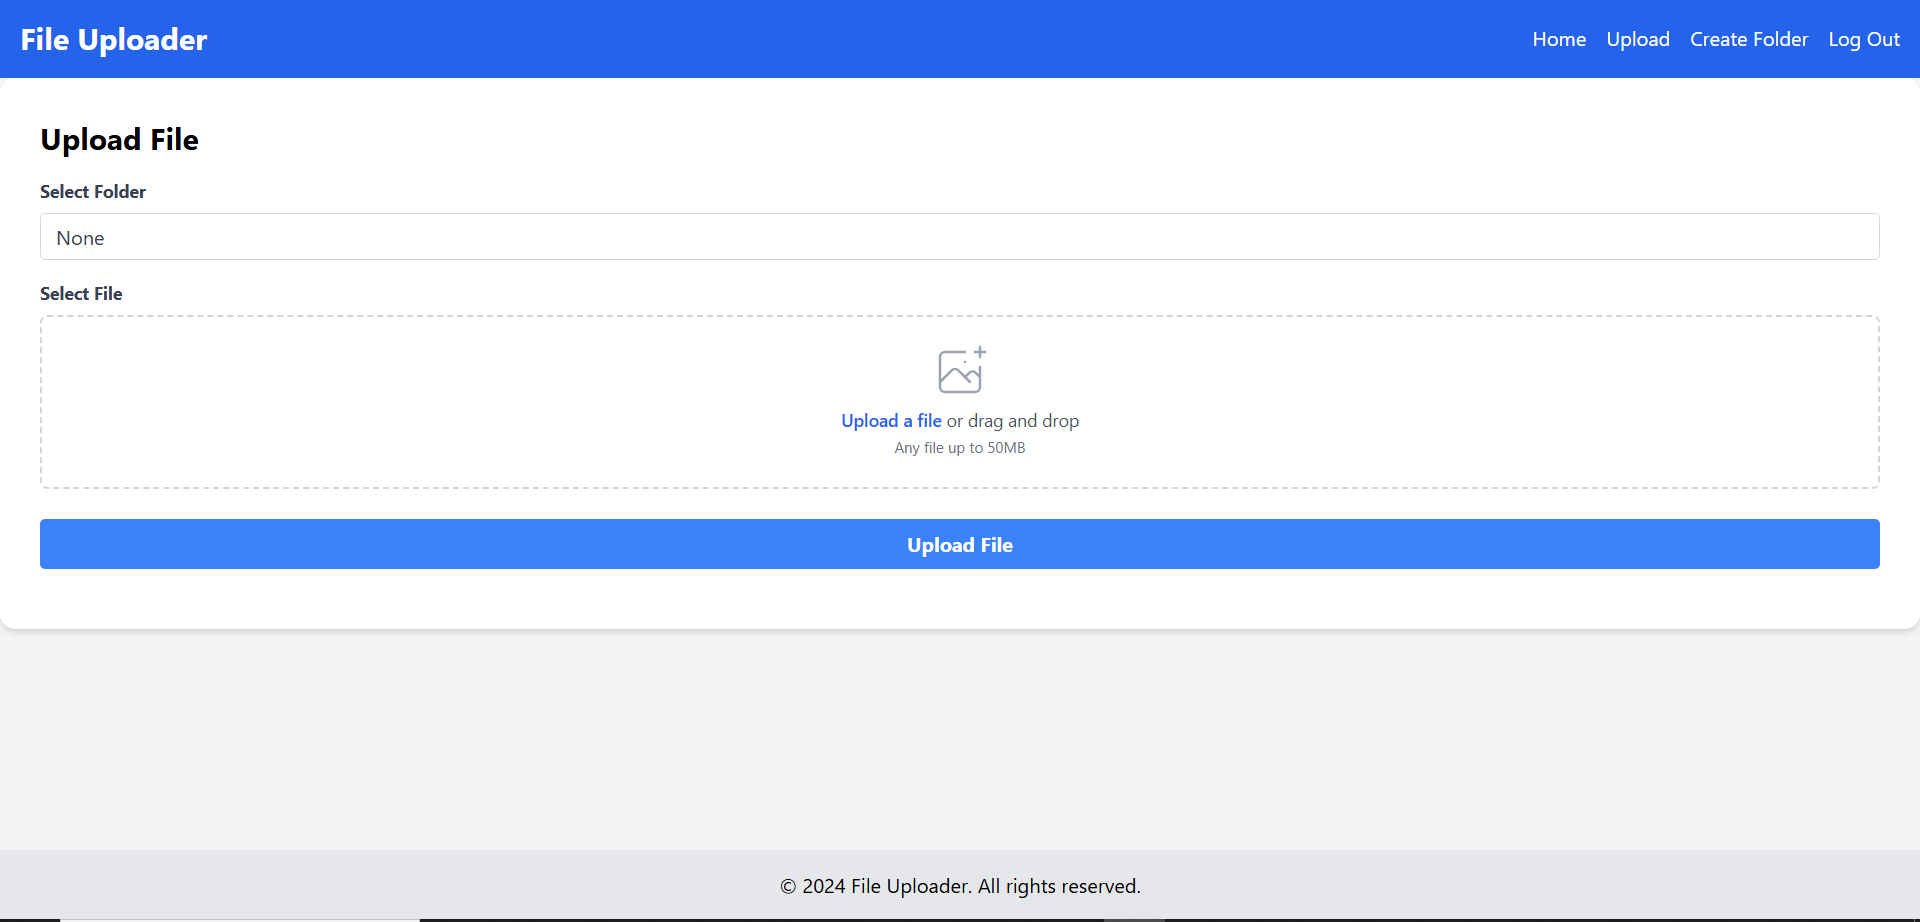 File Uploader
Home Upload Create Folder Log Out
Upload File
Select Folder
None
Select File
Upload a file or drag and drop
Any file up to 50MB
Upload File
© 2024 File Uploader. All rights reserved.